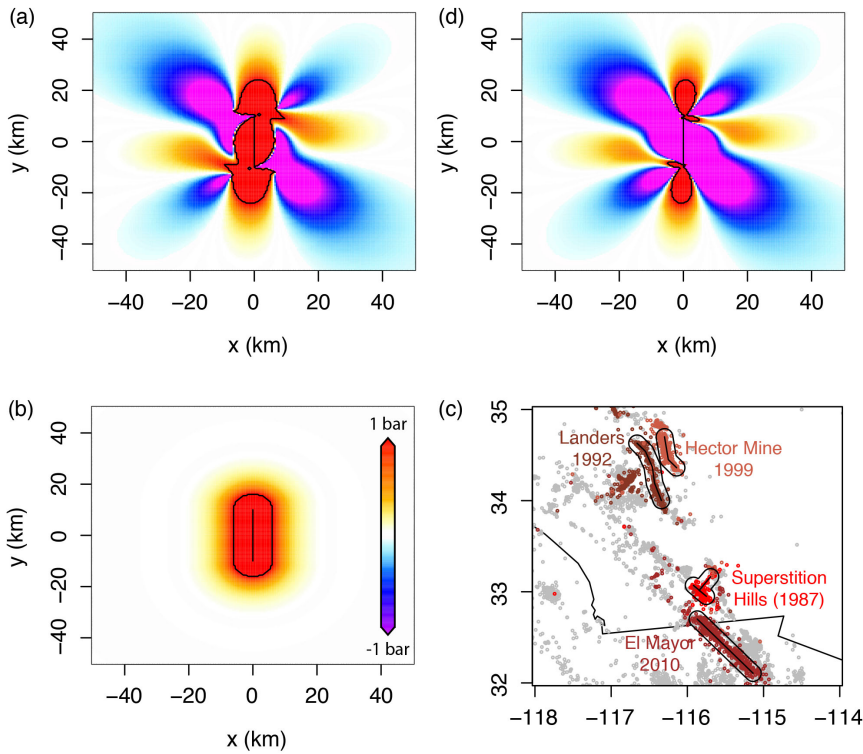 (a)
y (km)
40
20
0
−20
−40
−40 −20 0 20 40
x (km)
(d)
y (km)
40
20
0
−20
−40
−40 −20 0 20 40
x (km)
(b)
y (km)
40
20
0
−20
−40
1 bar
-1 bar
−40 −20 0 20 40
x (km)
(c)
35
34
33
32
Landers
1992
Hector Mine
1999
Superstition
Hills (1987)
El Mayor
2010
−118 −117 −116 −115 −114